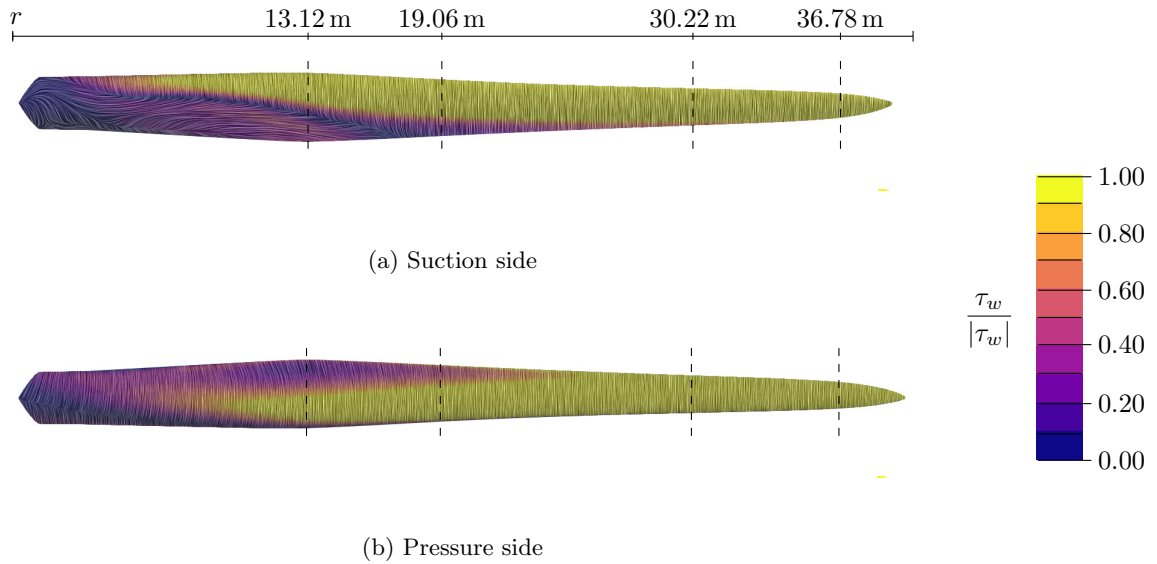 r 13.12 m 19.06 m 30.22 m 36.78 m
(a) Suction side
1.00
0.80
0.60
τ_w
|τ_w|
0.40
0.20
0.00
(b) Pressure side